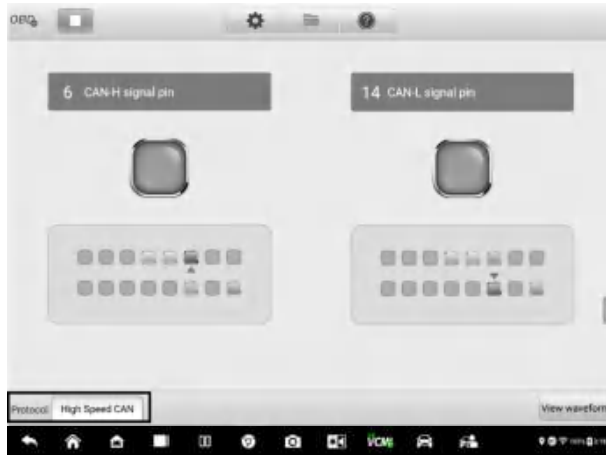 OBD
6 CAN-H signal pin
14 CAN-L signal pin
Protocol High Speed CAN
View waveform
VCMI